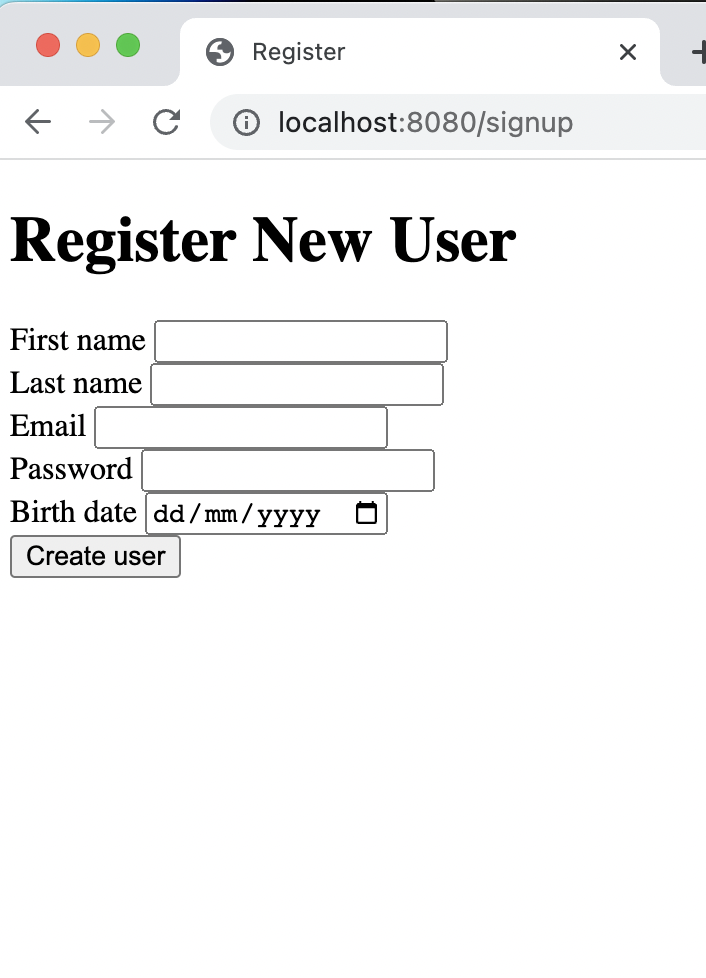 Register
localhost:8080/signup
Register New User
First name
Last name
Email
Password
Birth date dd/mm/yyyy
Create user